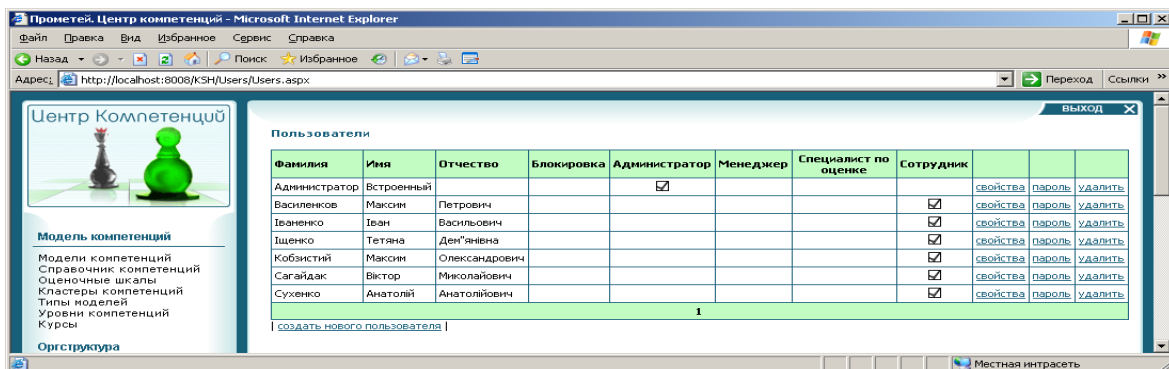 Прометей. Центр компетенций - Microsoft Internet Explorer
Файл Правка Вид Избранное Сервис Справка
Назад Поиск Избранное
Адрес: http://localhost:8008/KSH/Users/Users.aspx Переход Ссылки »
Центр Компетенций
ВЫХОД X
Пользователи
Фамилия Имя Отчество Блокировка Администратор Менеджер Специалист по оценке Сотрудник
Администратор Встроенный свойства пароль удалить
Василенков Максим Петрович свойства пароль удалить
Іваненко Іван Васильович свойства пароль удалить
Іщенко Тетяна Дем"янівна свойства пароль удалить
Кобзистий Максим Олександрович свойства пароль удалить
Сагайдак Віктор Миколайович свойства пароль удалить
Сухенко Анатолій Анатолійович свойства пароль удалить
1
| создать нового пользователя |
Модель компетенций
Модели компетенций
Справочник компетенций
Оценочные шкалы
Кластеры компетенций
Типы моделей
Уровни компетенций
Курсы
Оргструктура
Местная интрасеть